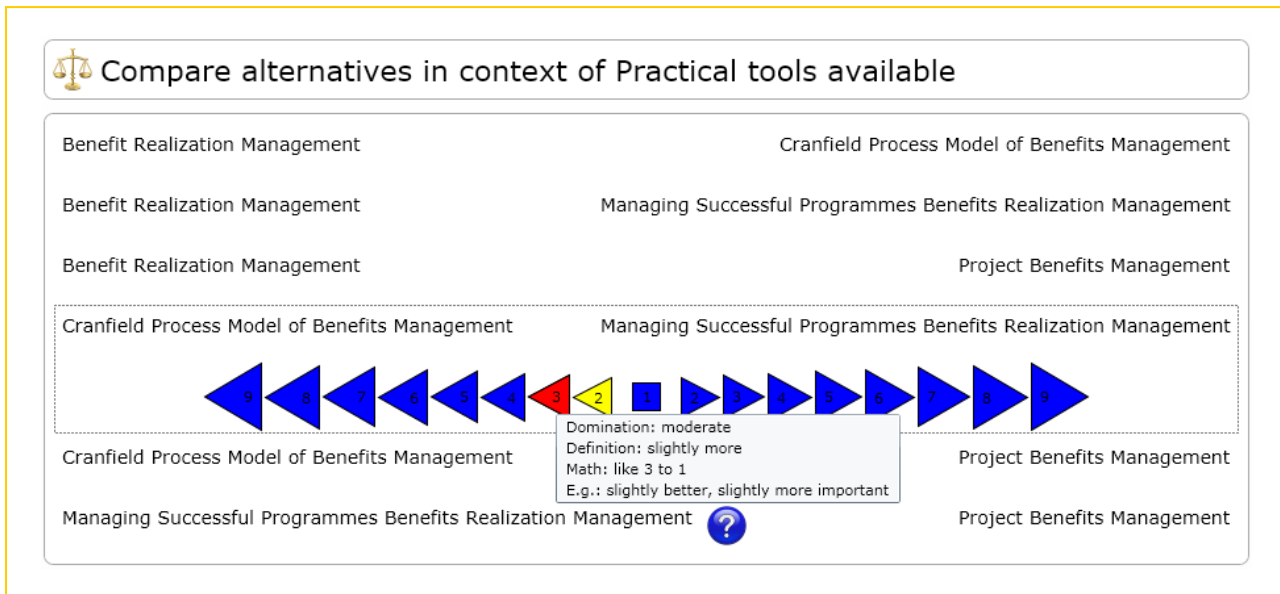 Compare alternatives in context of Practical tools available
Benefit Realization Management Cranfield Process Model of Benefits Management
Benefit Realization Management Managing Successful Programmes Benefits Realization Management
Benefit Realization Management Project Benefits Management
Cranfield Process Model of Benefits Management Managing Successful Programmes Benefits Realization Management
9 8 7 6 5 4 3 2 1 2 3 4 5 6 7 8 9
Domination: moderate
Definition: slightly more
Math: like 3 to 1
E.g.: slightly better, slightly more important
Cranfield Process Model of Benefits Management Project Benefits Management
Managing Successful Programmes Benefits Realization Management ? Project Benefits Management